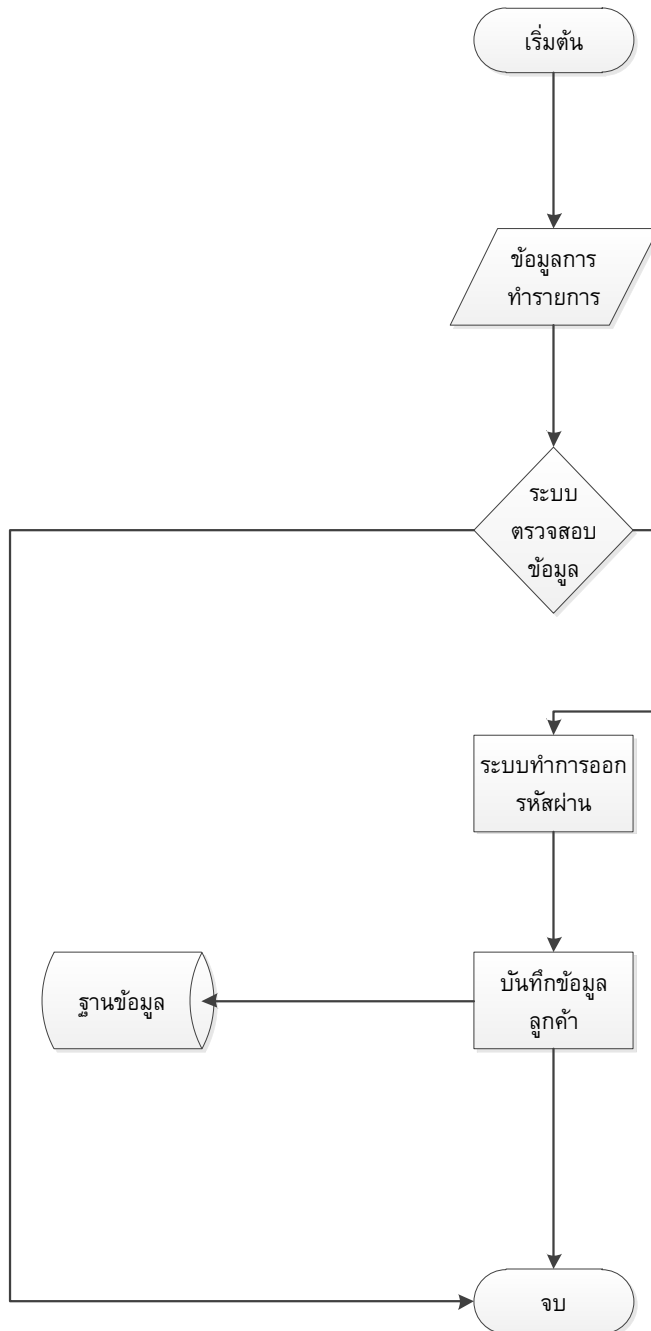 เริ่มต้น
ข้อมูลการ
ทำรายการ
ระบบ
ตรวจสอบ
ข้อมูล
ระบบทำการออก
รหัสผ่าน
บันทึกข้อมูล
ลูกค้า
ฐานข้อมูล
จบ